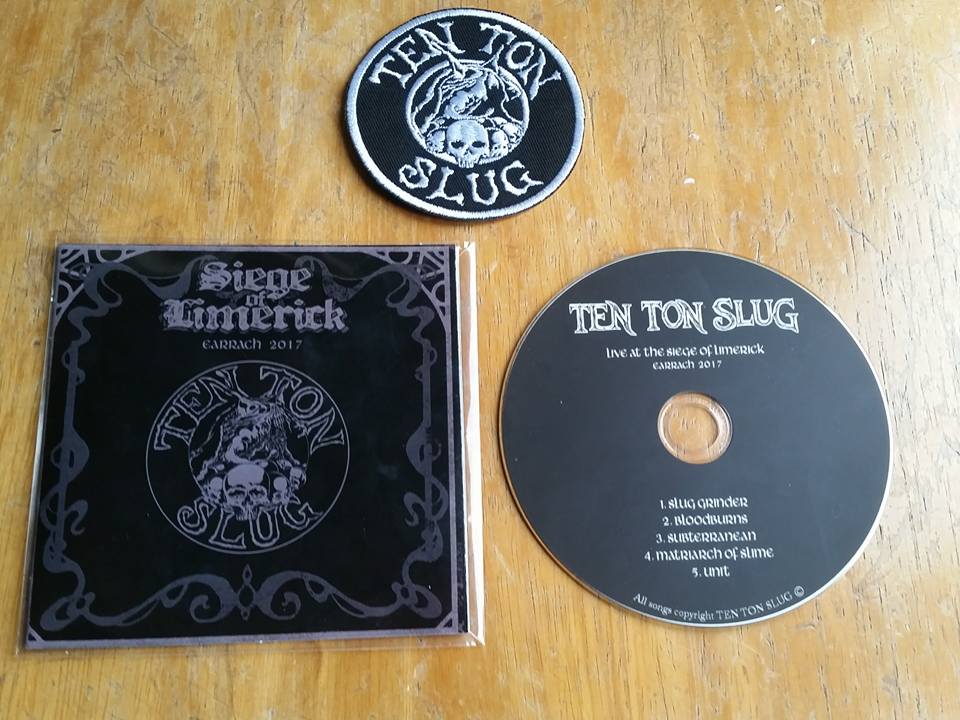 TEN TON
SLUG
Siege
of
Limerick
EARRACH 2017
TEN TON
SLUG
TEN TON SLUG
Live at the Siege of Limerick
EARRACH 2017
1. Slug Grinder
2. Bloodburns
3. Subterranean
4. Matriarch of Slime
5. Unit
All songs copyright TEN TON SLUG ©